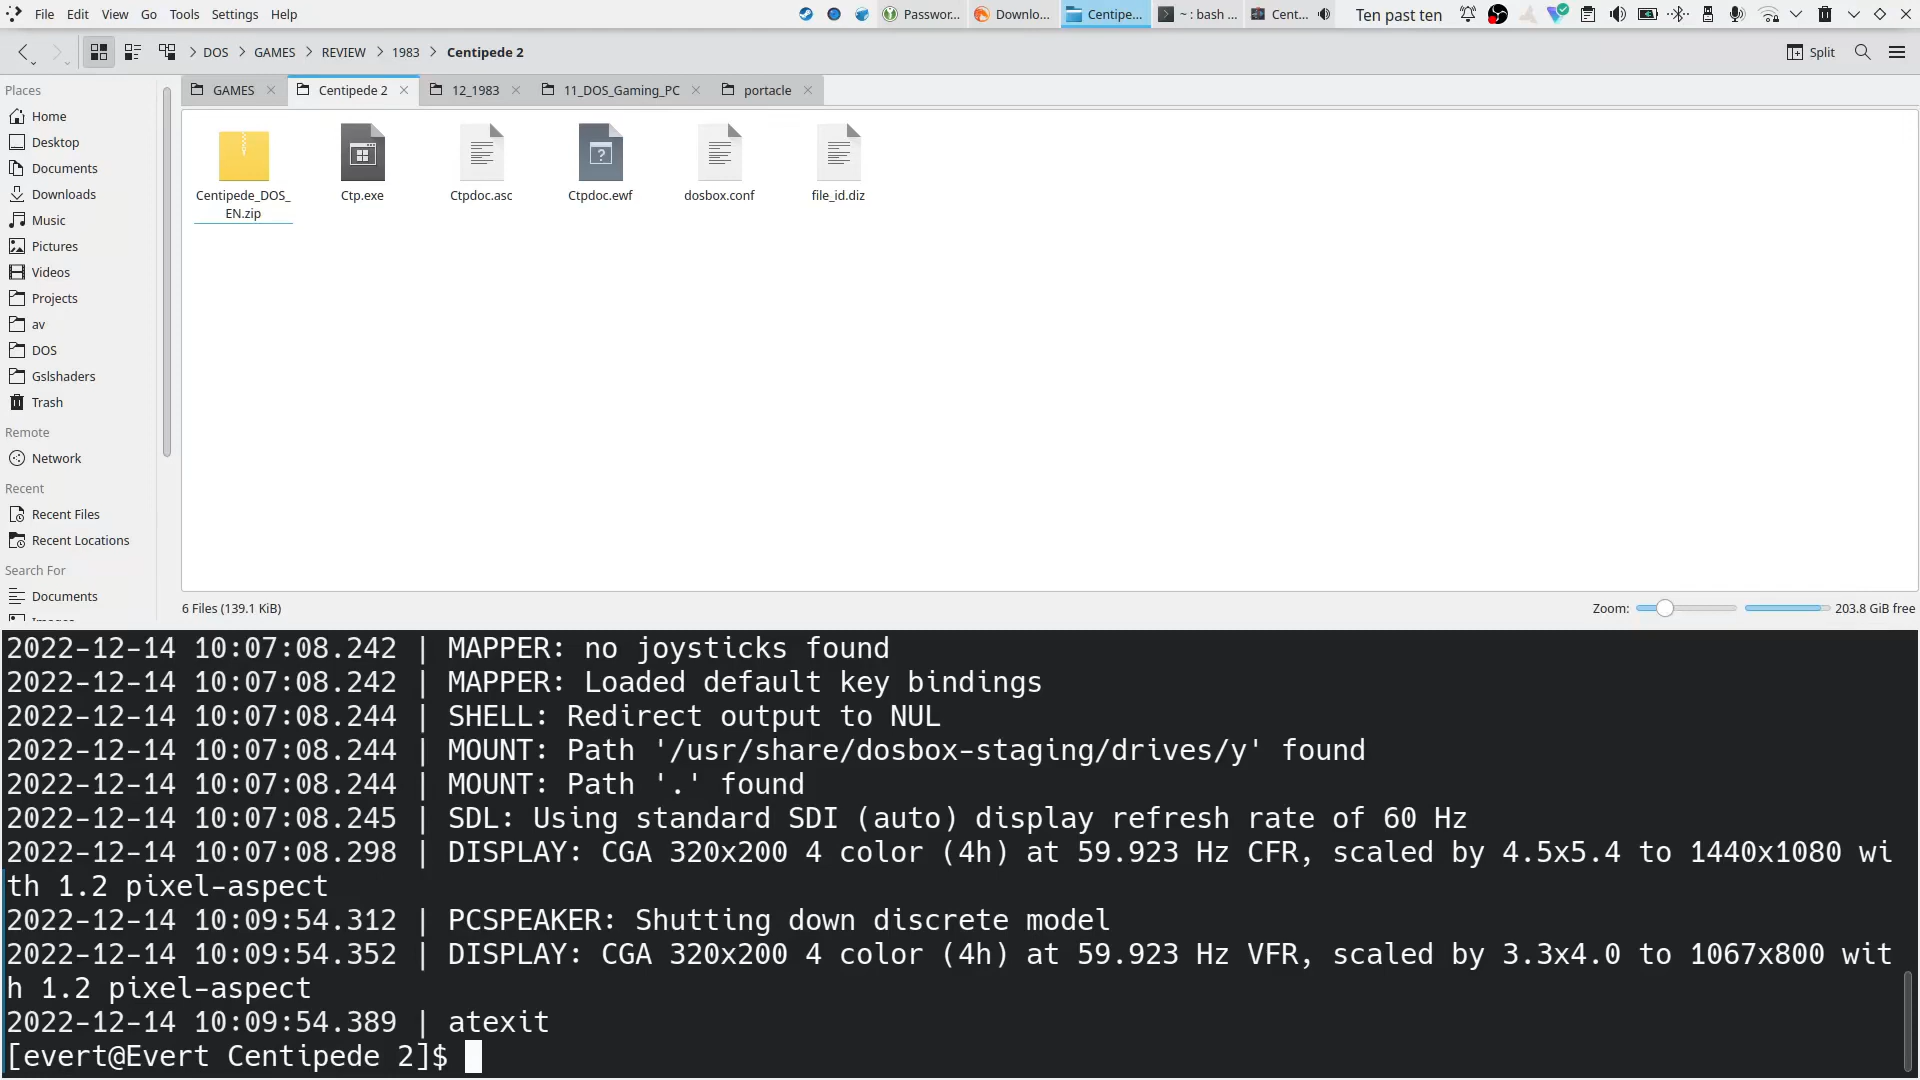 File Edit View Go Tools Settings Help Passwor... Downlo... Centipe... ~ : bash ... Cent... Ten past ten
DOS GAMES REVIEW 1983 Centipede 2 Split
Places GAMES Centipede 2 12_1983 11_DOS_Gaming_PC portacle
Home
Desktop
Documents
Downloads
Music
Pictures
Videos
Projects
av
DOS
Gslshaders
Trash
Remote
Network
Recent
Recent Files
Recent Locations
Search For
Documents
Centipede_DOS_
EN.zip
Ctp.exe
Ctpdoc.asc
Ctpdoc.ewf
dosbox.conf
file_id.diz
6 Files (139.1 KiB) Zoom: 203.8 GiB free
2022-12-14 10:07:08.242 | MAPPER: no joysticks found
2022-12-14 10:07:08.242 | MAPPER: Loaded default key bindings
2022-12-14 10:07:08.244 | SHELL: Redirect output to NUL
2022-12-14 10:07:08.244 | MOUNT: Path '/usr/share/dosbox-staging/drives/y' found
2022-12-14 10:07:08.244 | MOUNT: Path '.' found
2022-12-14 10:07:08.245 | SDL: Using standard SDI (auto) display refresh rate of 60 Hz
2022-12-14 10:07:08.298 | DISPLAY: CGA 320x200 4 color (4h) at 59.923 Hz CFR, scaled by 4.5x5.4 to 1440x1080 wi
th 1.2 pixel-aspect
2022-12-14 10:09:54.312 | PCSPEAKER: Shutting down discrete model
2022-12-14 10:09:54.352 | DISPLAY: CGA 320x200 4 color (4h) at 59.923 Hz VFR, scaled by 3.3x4.0 to 1067x800 wit
h 1.2 pixel-aspect
2022-12-14 10:09:54.389 | atexit
[evert@Evert Centipede 2]$